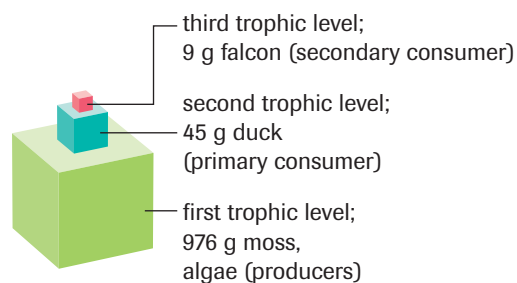 third trophic level;
9 g falcon (secondary consumer)
second trophic level;
45 g duck
(primary consumer)
first trophic level;
976 g moss,
algae (producers)